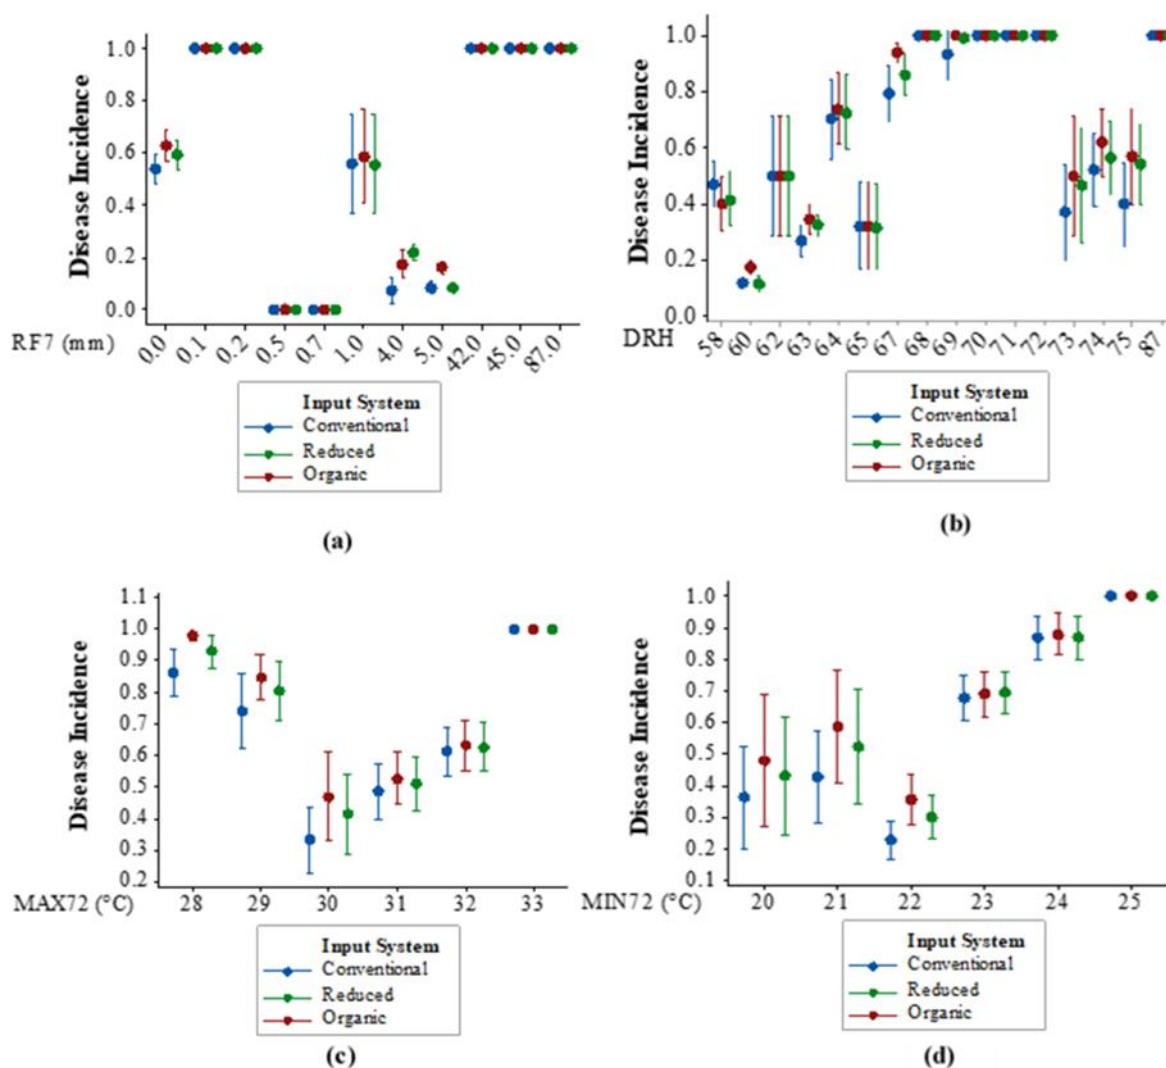 Disease Incidence
1.0
0.8
0.6
0.4
0.2
0.0
RF7 (mm)
0.0 0.1 0.2 0.5 0.7 1.0 4.0 5.0 42.0 45.0 87.0
Input System
Conventional
Reduced
Organic
(a)
Disease Incidence
1.0
0.8
0.6
0.4
0.2
0.0
DRH
58 60 62 63 64 65 67 68 69 70 71 72 73 74 75 87
Input System
Conventional
Reduced
Organic
(b)
Disease Incidence
1.1
1.0
0.9
0.8
0.7
0.6
0.5
0.4
0.3
0.2
MAX72 (°C)
28 29 30 31 32 33
Input System
Conventional
Reduced
Organic
(c)
Disease Incidence
1.0
0.9
0.8
0.7
0.6
0.5
0.4
0.3
0.2
0.1
MIN72 (°C)
20 21 22 23 24 25
Input System
Conventional
Reduced
Organic
(d)